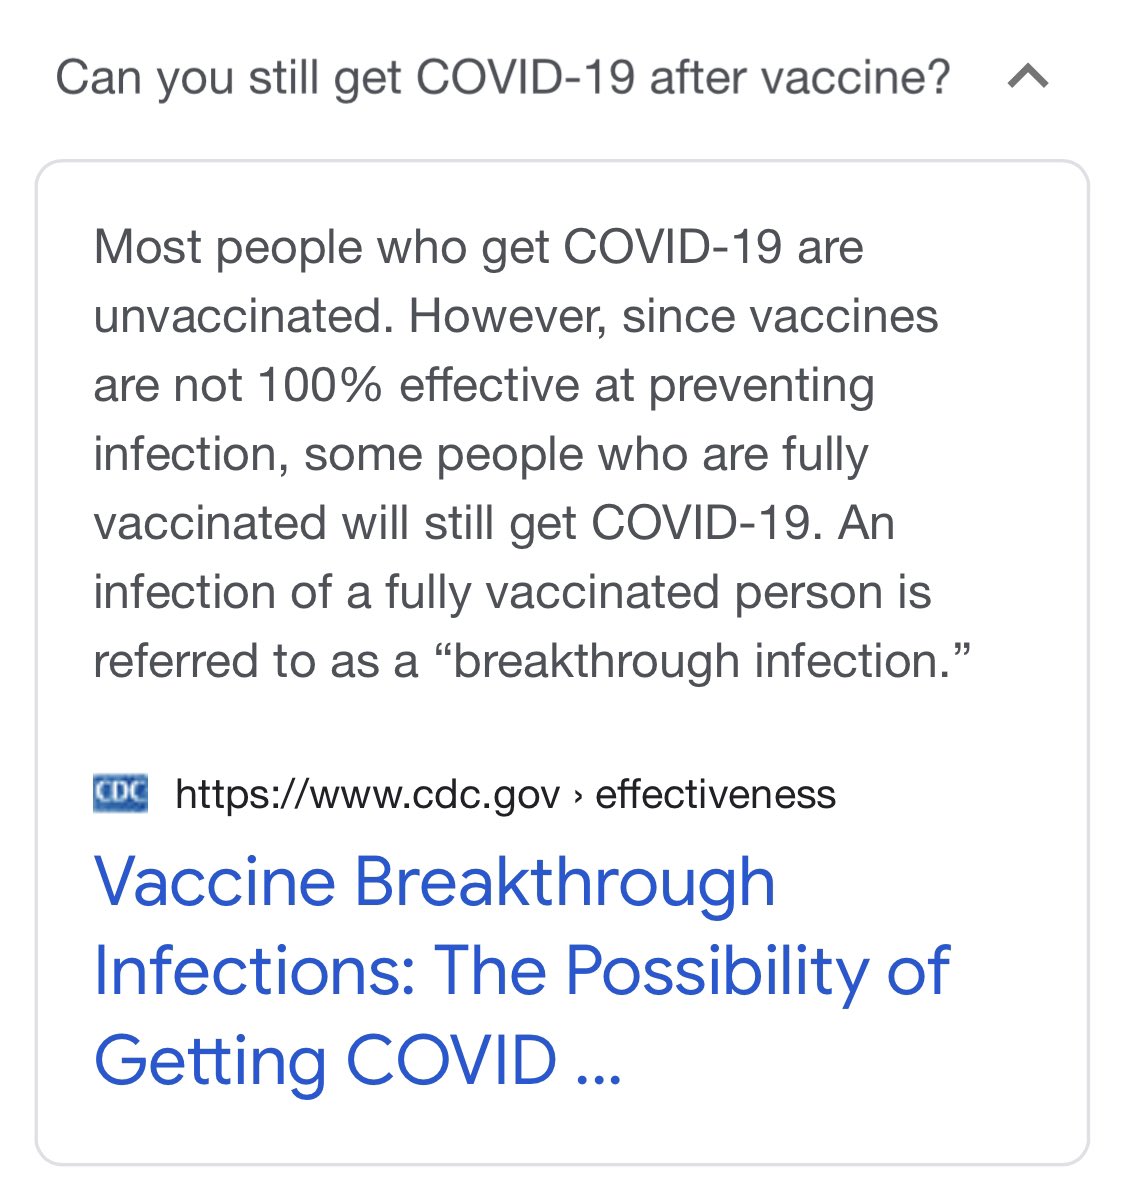 Can you still get COVID-19 after vaccine?
Most people who get COVID-19 are
unvaccinated. However, since vaccines
are not 100% effective at preventing
infection, some people who are fully
vaccinated will still get COVID-19. An
infection of a fully vaccinated person is
referred to as a “breakthrough infection.”
CDC https://www.cdc.gov › effectiveness
Vaccine Breakthrough
Infections: The Possibility of
Getting COVID ...